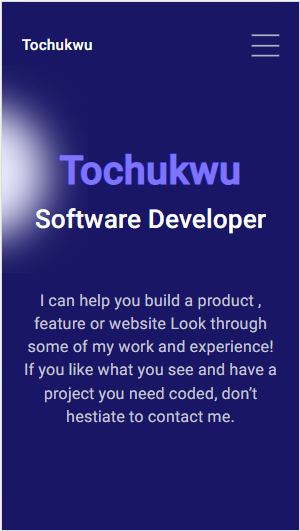 Tochukwu
Tochukwu
Software Developer
I can help you build a product ,
feature or website Look through
some of my work and experience!
If you like what you see and have a
project you need coded, don’t
hestiate to contact me.